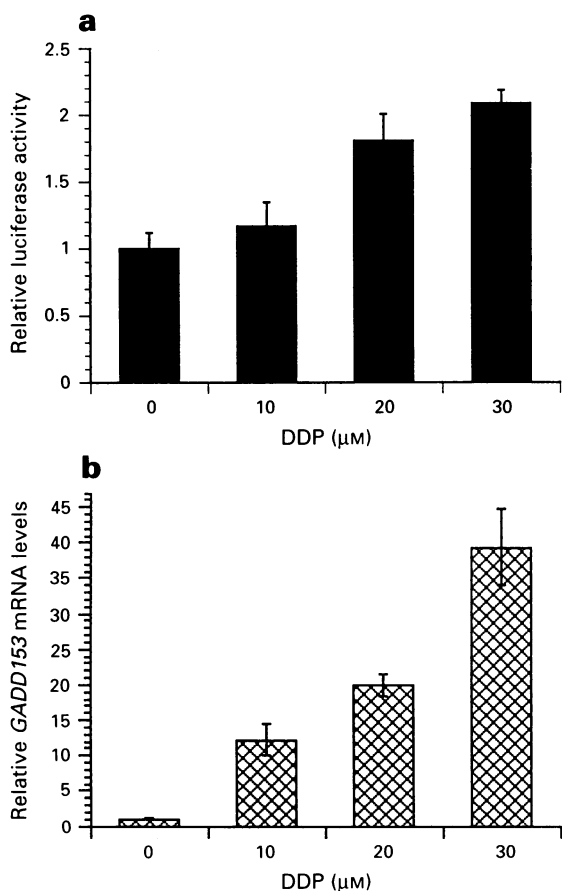 a
Relative luciferase activity
2.5
2
1.5
1
0.5
0
0 10 20 30
DDP (μM)
b
Relative GADD153 mRNA levels
45
40
35
30
25
20
15
10
5
0
0 10 20 30
DDP (μM)